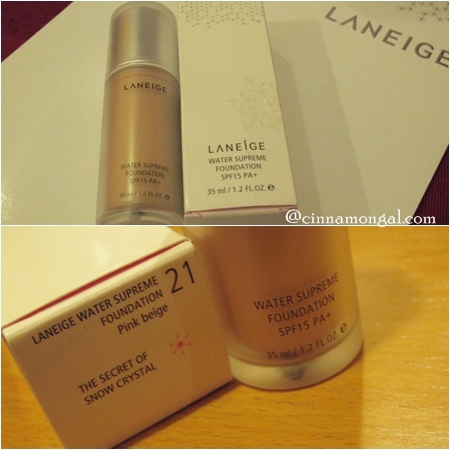 LANEIGE
WATER SUPREME
FOUNDATION
SPF15 PA+
35 ml / 1.2 FL.OZ. e
LANEIGE
WATER SUPREME
FOUNDATION
SPF15 PA+
35 ml / 1.2 FL.OZ. e
LANEIGE
@cinnamongal.com
LANEIGE WATER SUPREME
FOUNDATION 21
Pink beige
THE SECRET OF
SNOW CRYSTAL
WATER SUPREME
FOUNDATION
SPF15 PA+
35 ml / 1.2 FL.OZ. e